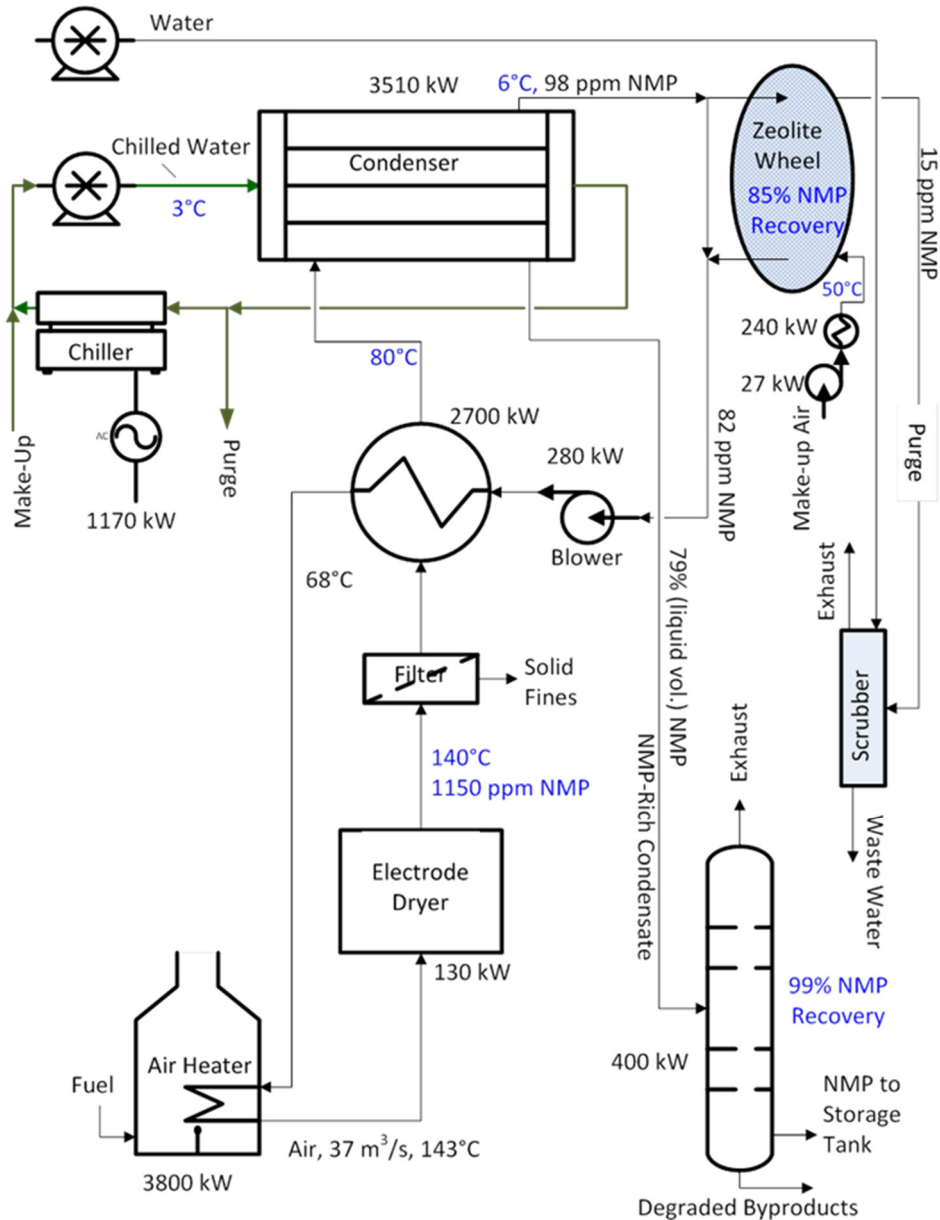 Water
3510 kW
6°C, 98 ppm NMP
Chilled Water
Condenser
3°C
Zeolite
Wheel
85% NMP
Recovery
15 ppm NMP
50°C
240 kW
27 kW
Make-up Air
Chiller
AC
1170 kW
Make-Up
Purge
80°C
2700 kW
280 kW
Blower
82 ppm NMP
Purge
68°C
79% (liquid vol.) NMP
NMP-Rich Condensate
Exhaust
Filter
Solid
Fines
Scrubber
140°C
1150 ppm NMP
Exhaust
Waste Water
Electrode
Dryer
130 kW
99% NMP
Recovery
400 kW
Air Heater
Fuel
NMP to
Storage
Tank
Air, 37 m³/s, 143°C
3800 kW
Degraded Byproducts